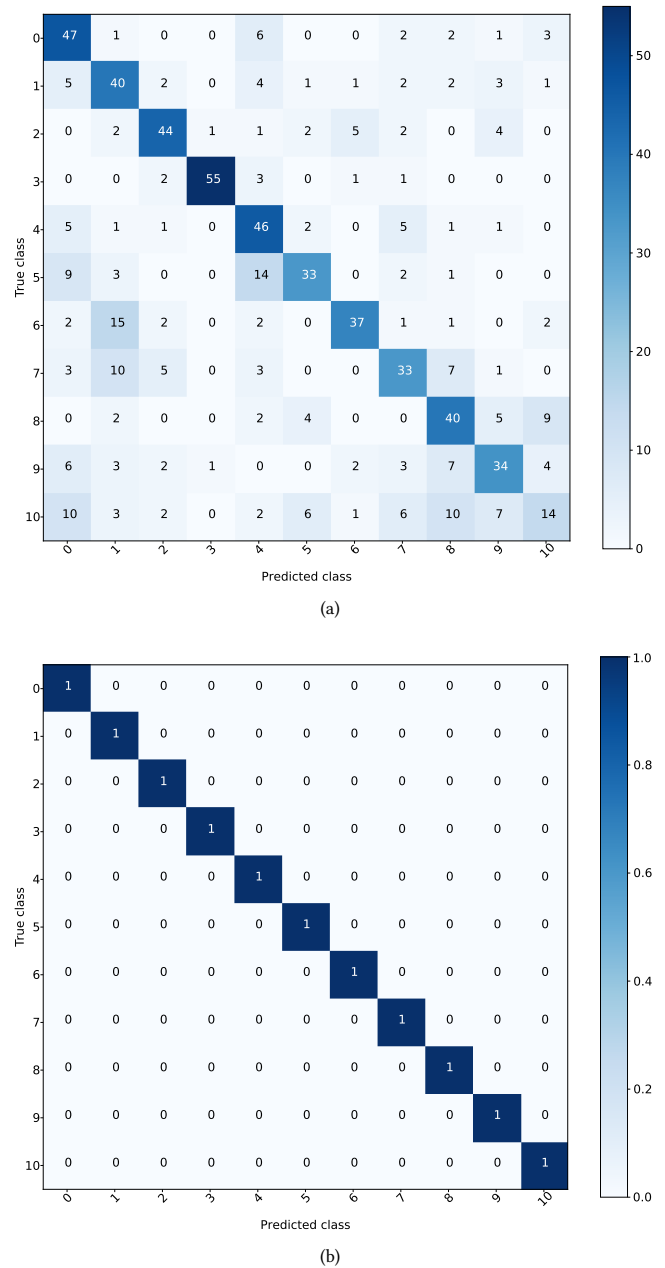 0 47 1 0 0 6 0 0 2 2 1 3
1 5 40 2 0 4 1 1 2 2 3 1
2 0 2 44 1 1 2 5 2 0 4 0
3 0 0 2 55 3 0 1 1 0 0 0
4 5 1 1 0 46 2 0 5 1 1 0
5 9 3 0 0 14 33 0 2 1 0 0
6 2 15 2 0 2 0 37 1 1 0 2
7 3 10 5 0 3 0 0 33 7 1 0
8 0 2 0 0 2 4 0 0 40 5 9
9 6 3 2 1 0 0 2 3 7 34 4
10 10 3 2 0 2 6 1 6 10 7 14
True class
0 1 2 3 4 5 6 7 8 9 10
Predicted class
50
40
30
20
10
0
(a)
0 1 0 0 0 0 0 0 0 0 0 0
1 0 1 0 0 0 0 0 0 0 0 0
2 0 0 1 0 0 0 0 0 0 0 0
3 0 0 0 1 0 0 0 0 0 0 0
4 0 0 0 0 1 0 0 0 0 0 0
5 0 0 0 0 0 1 0 0 0 0 0
6 0 0 0 0 0 0 1 0 0 0 0
7 0 0 0 0 0 0 0 1 0 0 0
8 0 0 0 0 0 0 0 0 1 0 0
9 0 0 0 0 0 0 0 0 0 1 0
10 0 0 0 0 0 0 0 0 0 0 1
True class
0 1 2 3 4 5 6 7 8 9 10
Predicted class
1.0
0.8
0.6
0.4
0.2
0.0
(b)